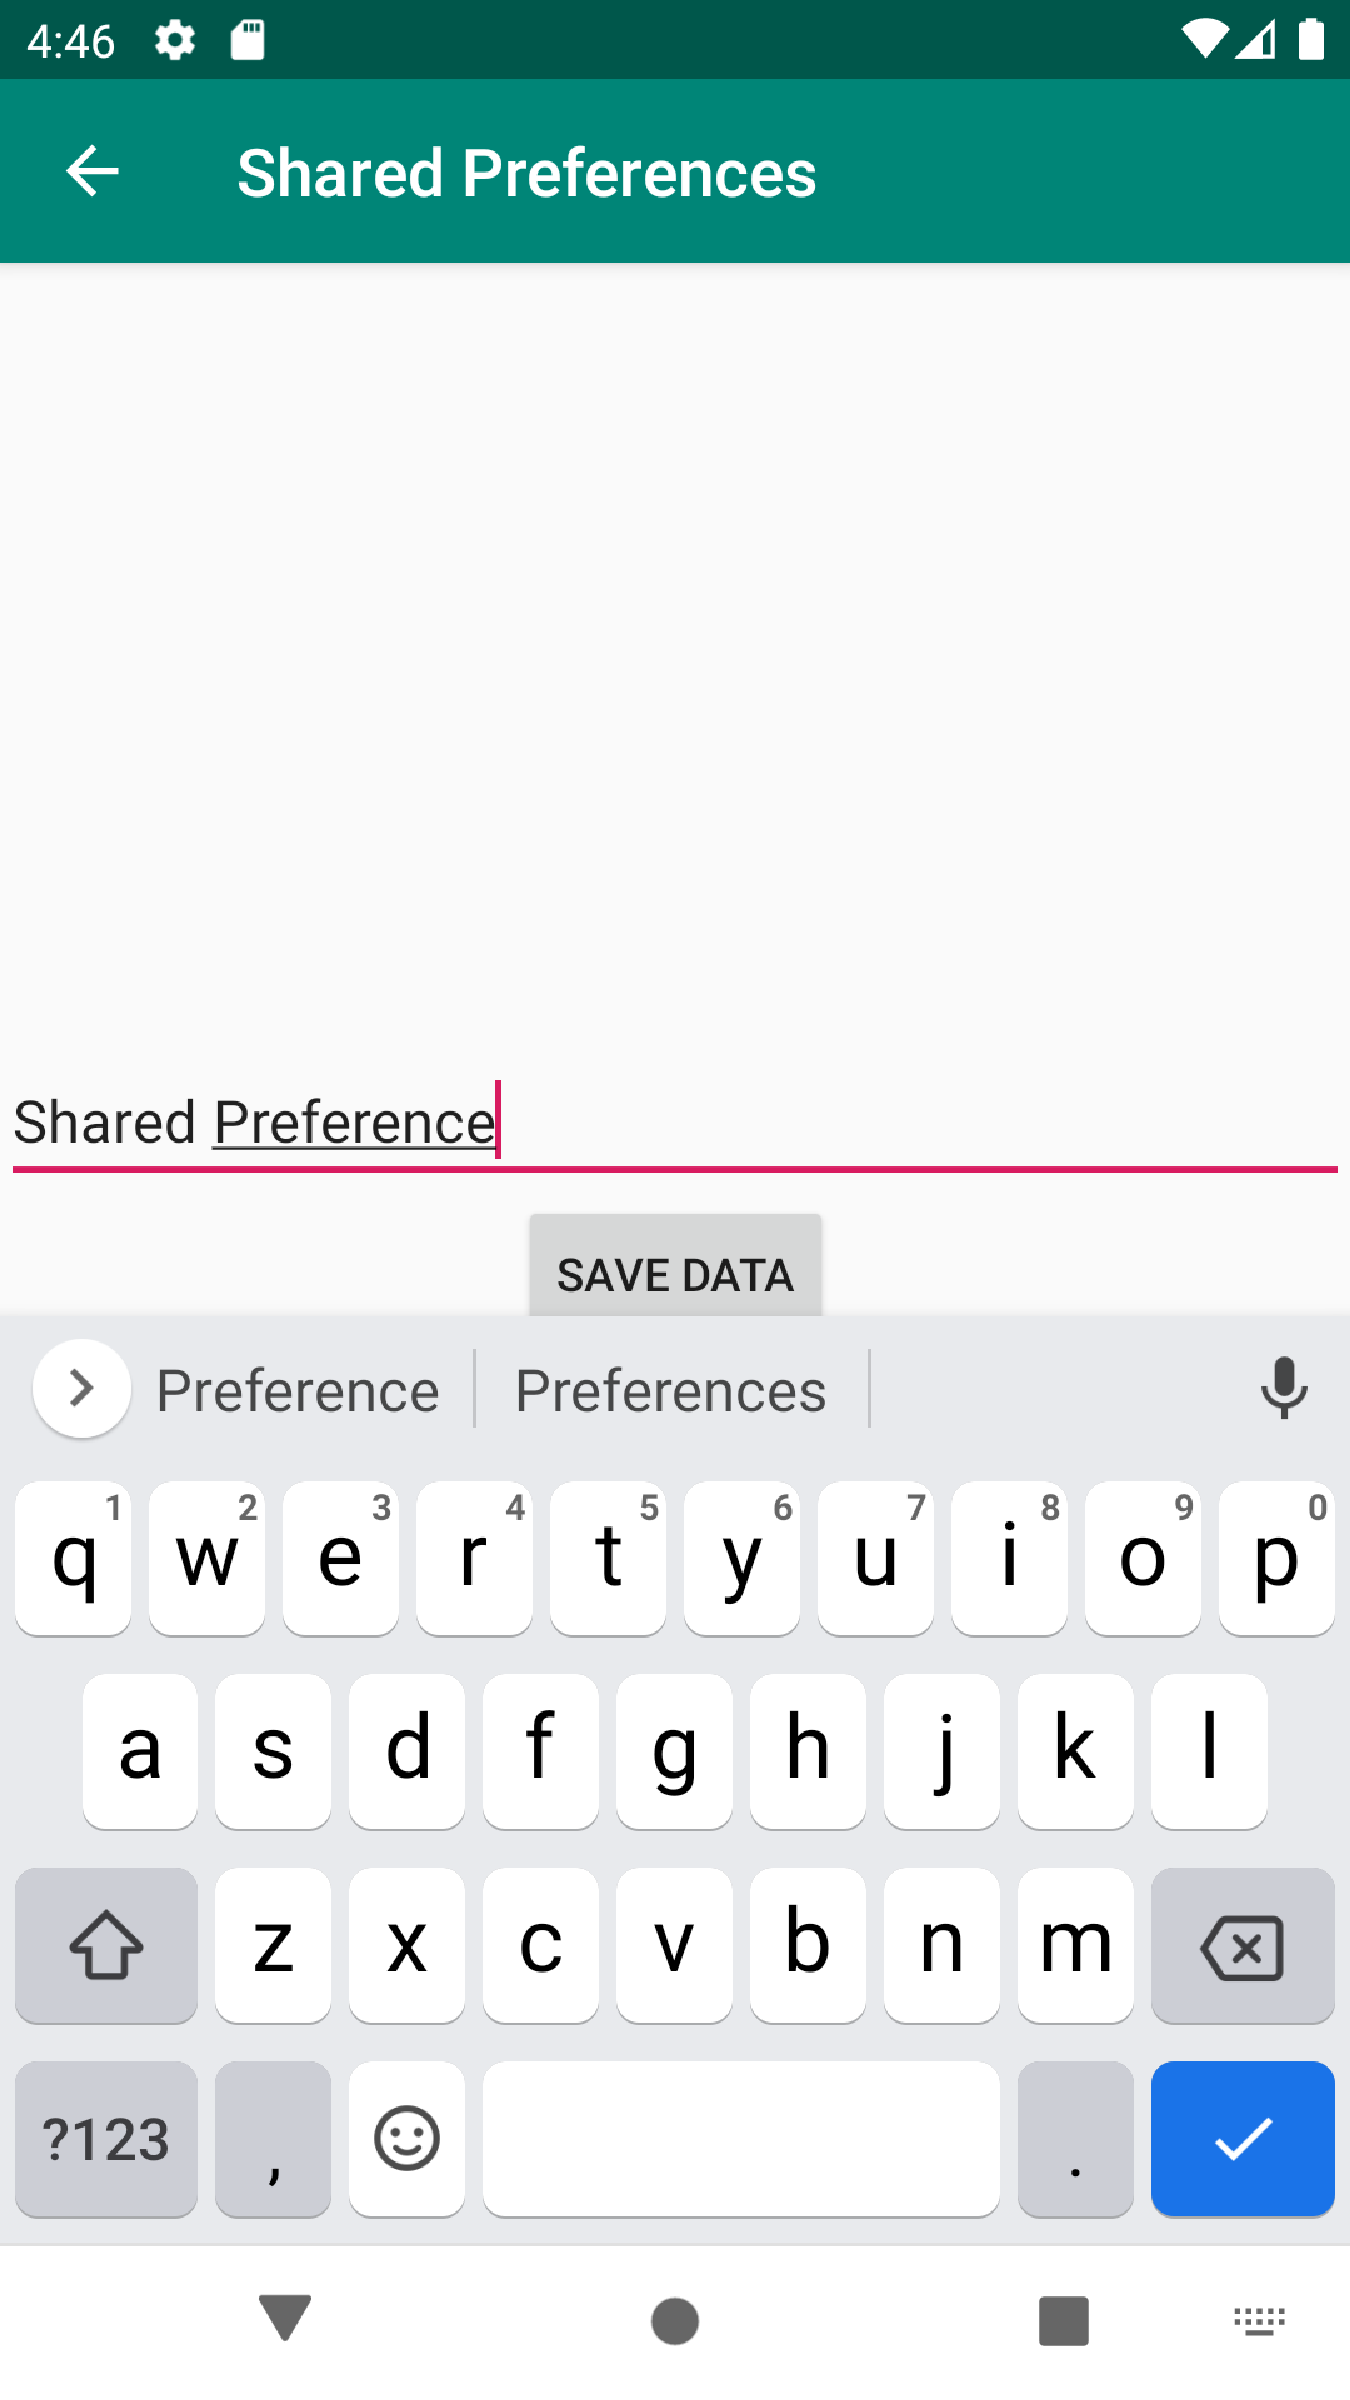 4:46
Shared Preferences
Shared Preference
SAVE DATA
Preference Preferences
q 1 w 2 e 3 r 4 t 5 y 6 u 7 i 8 o 9 p 0
a s d f g h j k l
z x c v b n m
?123 , .